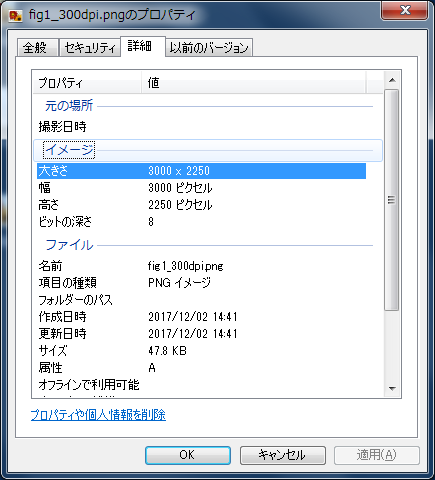 fig1_300dpi.pngのプロパティ
全般 セキュリティ 詳細 以前のバージョン
プロパティ 値
元の場所
撮影日時
イメージ
大きさ 3000 x 2250
幅 3000 ピクセル
高さ 2250 ピクセル
ビットの深さ 8
ファイル
名前 fig1_300dpi.png
項目の種類 PNG イメージ
フォルダーのパス
作成日時 2017/12/02 14:41
更新日時 2017/12/02 14:41
サイズ 47.8 KB
属性 A
オフラインで利用可能
プロパティや個人情報を削除
OK キャンセル 適用(A)